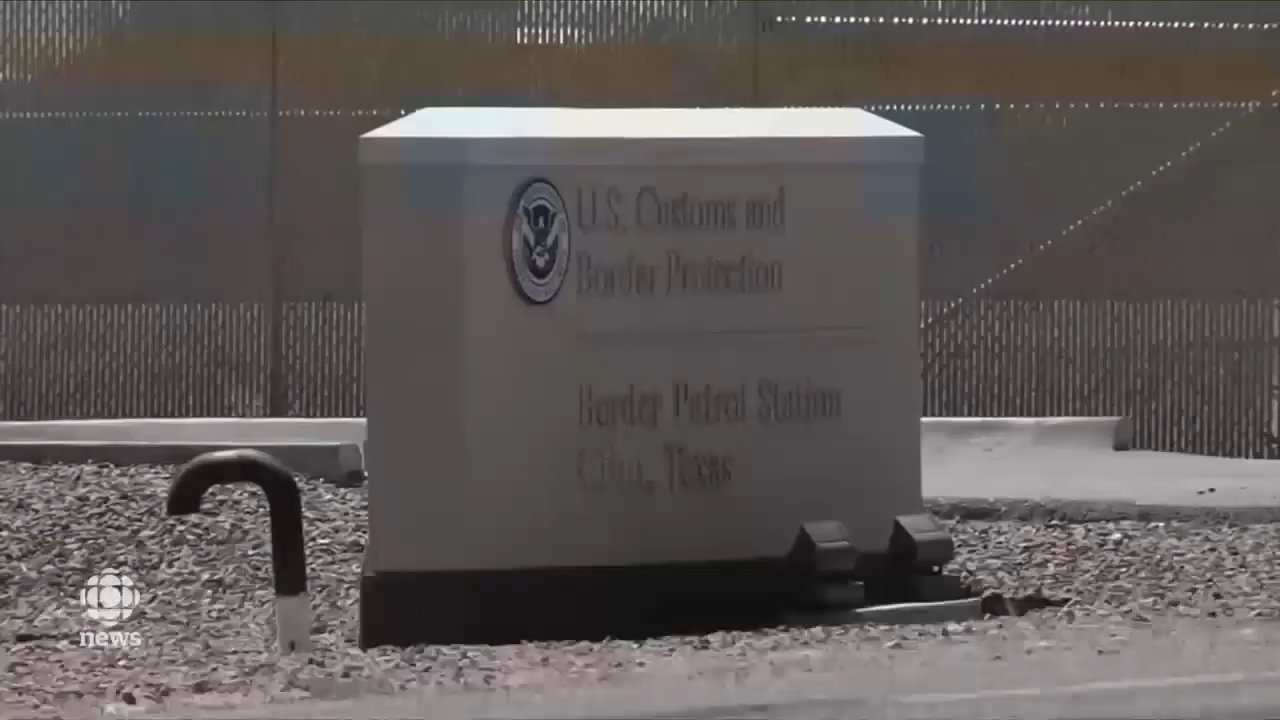 U.S. Customs and
Border Protection
Border Patrol Station
Clint, Texas
news